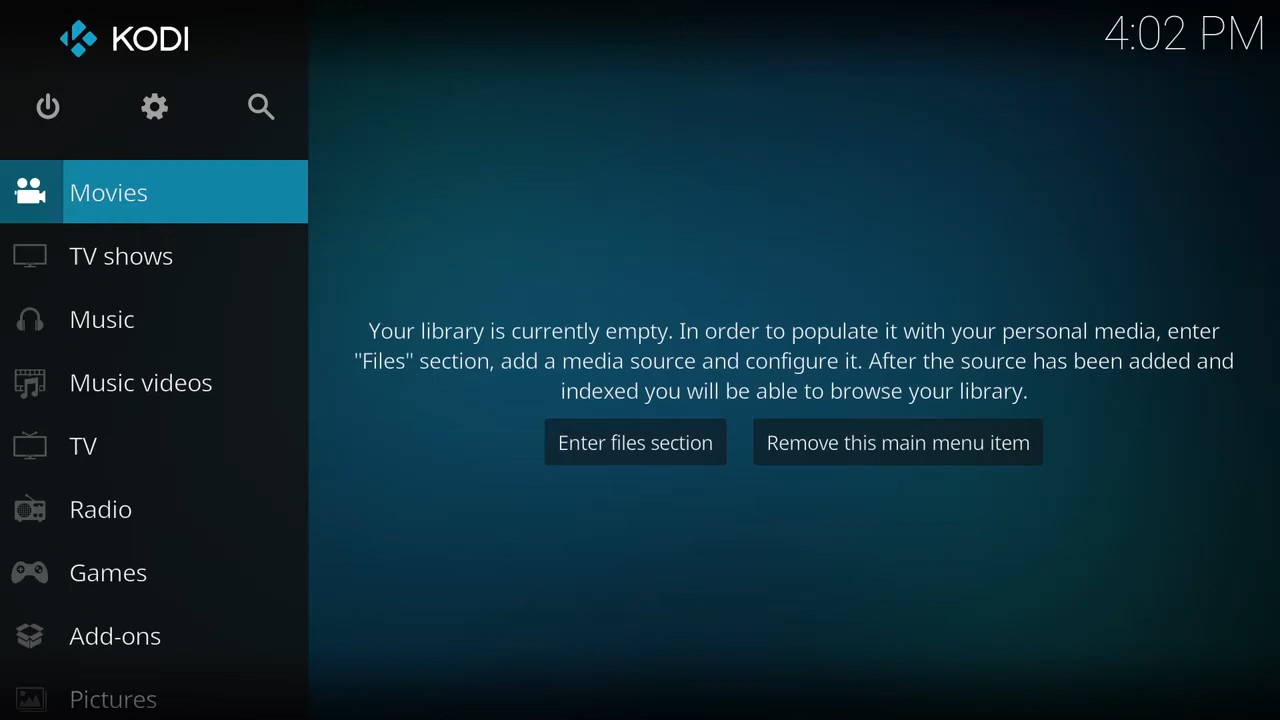 KODI
4:02 PM
Movies
TV shows
Music
Music videos
TV
Radio
Games
Add-ons
Pictures
Your library is currently empty. In order to populate it with your personal media, enter
"Files" section, add a media source and configure it. After the source has been added and
indexed you will be able to browse your library.
Enter files section
Remove this main menu item